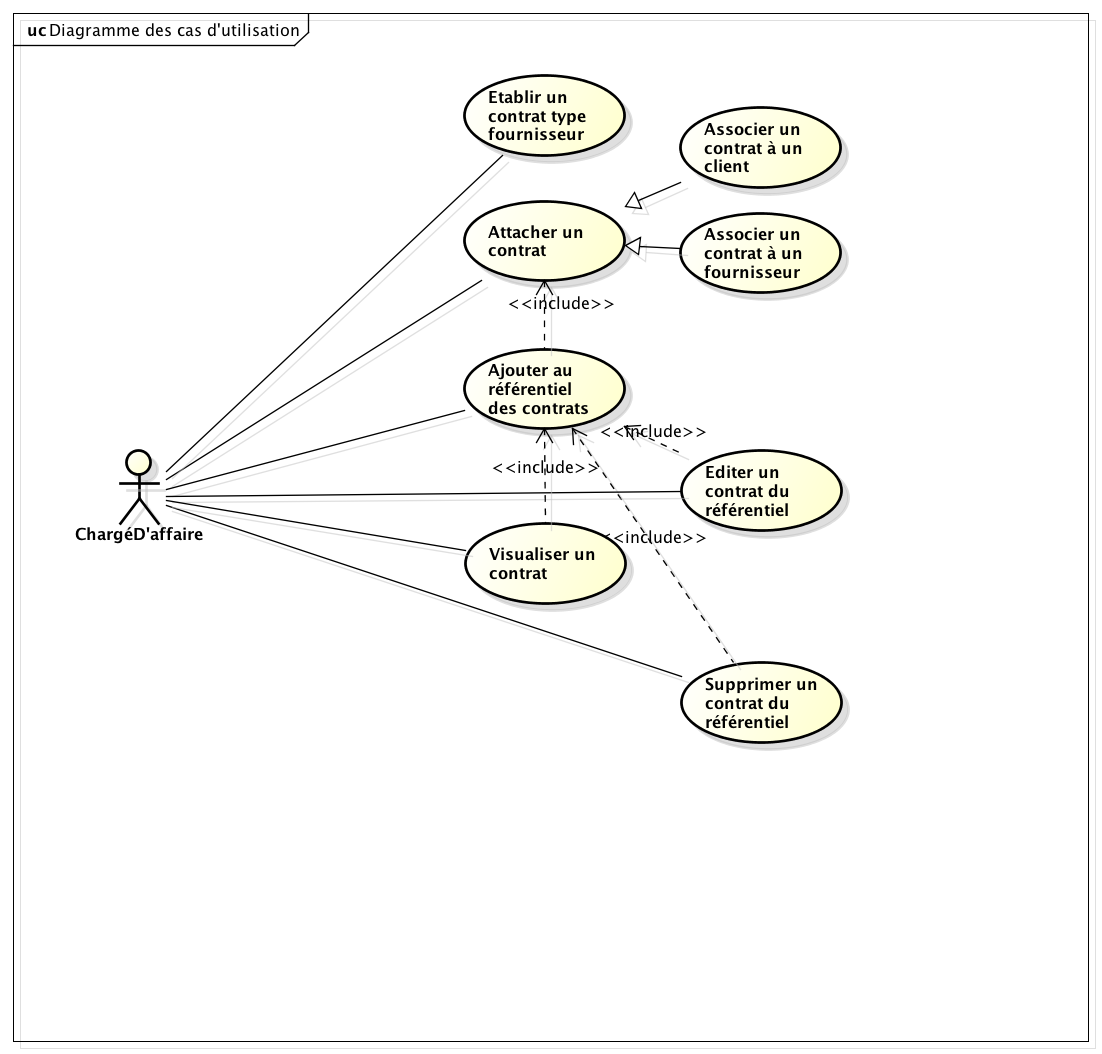 uc Diagramme des cas d'utilisation
Etablir un
contrat type
fournisseur
Associer un
contrat à un
client
Attacher un
contrat
Associer un
contrat à un
fournisseur
<<include>>
Ajouter au
référentiel
des contrats
<<include>>
<<include>>
Editer un
contrat du
référentiel
ChargéD'affaire
<<include>>
Visualiser un
contrat
Supprimer un
contrat du
référentiel